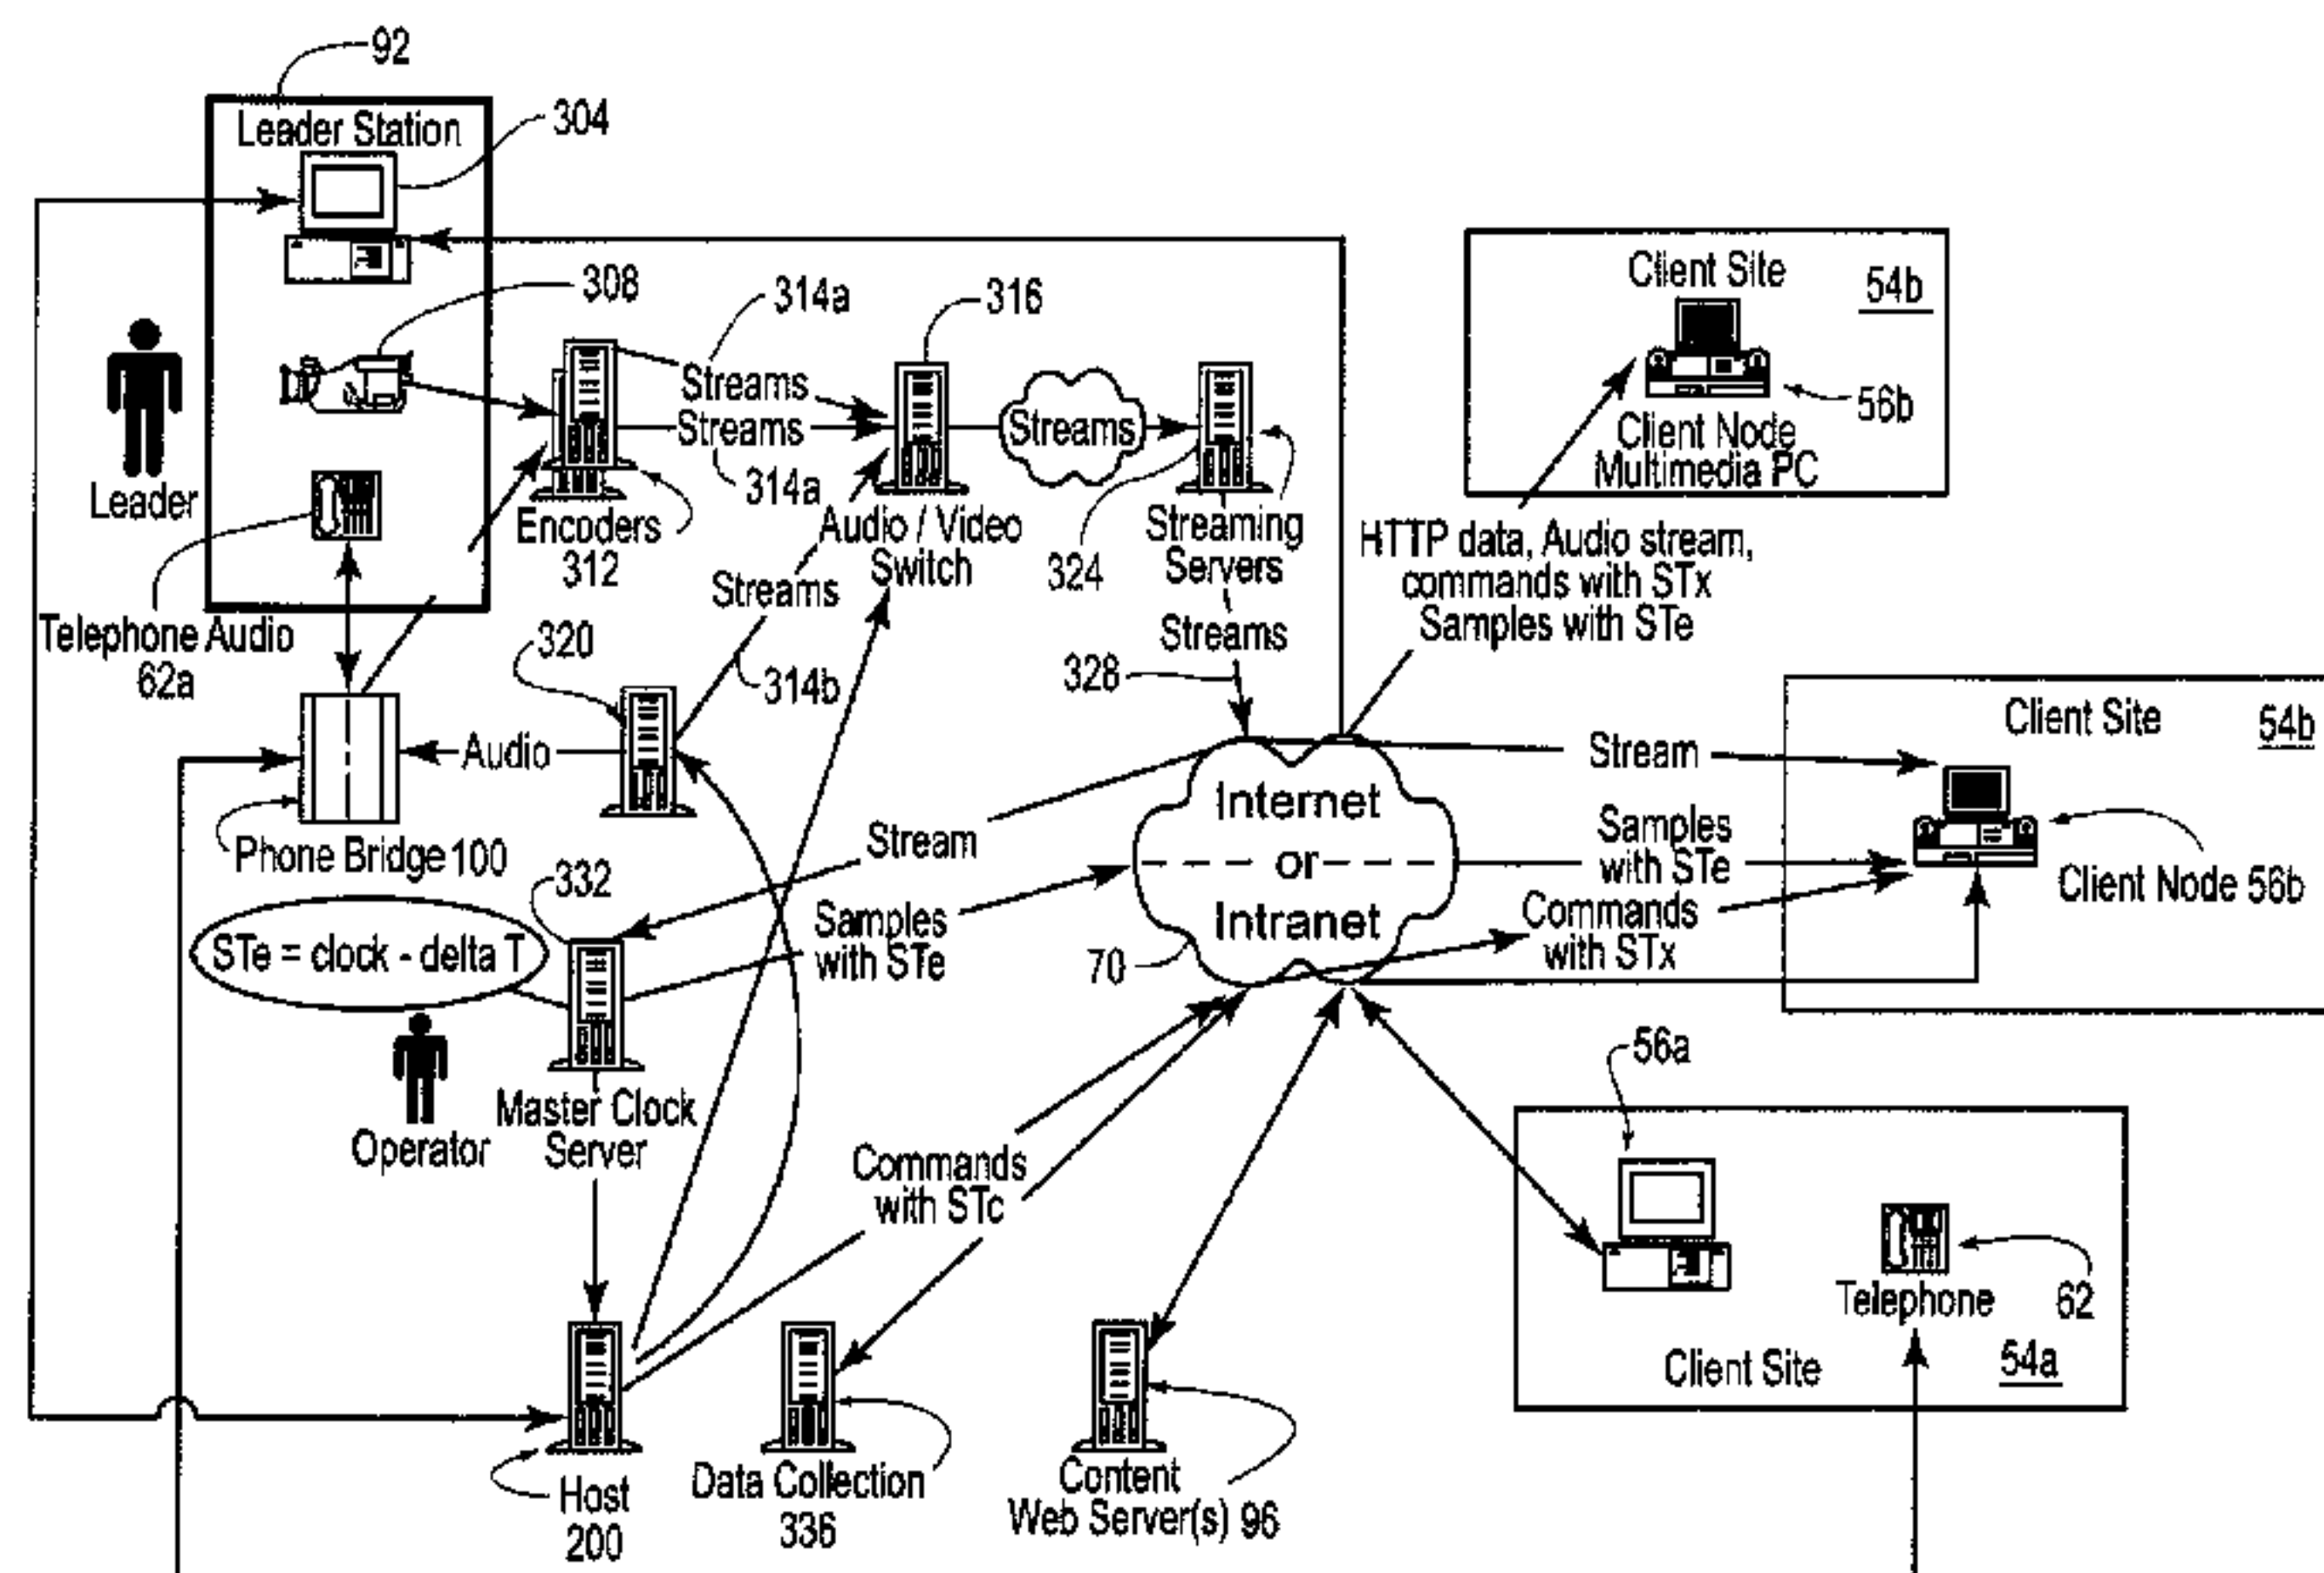 92
Leader Station
304
308
314a
316
Client Site
54b
Streams
Streams
Streams
56b
Client Node
Multimedia PC
Leader
314a
Encoders
312
Audio / Video
Switch
Streaming
Servers
324
HTTP data, Audio stream,
commands with STx
Samples with STe
Telephone Audio
62a
Streams
320
314b
Streams
328
Client Site
54b
Audio
Stream
Internet
or
Intranet
Phone Bridge 100
Stream
Samples
with STe
Client Node 56b
332
STe = clock - delta T
Samples
with STe
Commands
with STx
70
56a
Operator
Master Clock
Server
Commands
with STc
Telephone
62
Client Site
54a
Host
200
Data Collection
336
Content
Web Server(s) 96